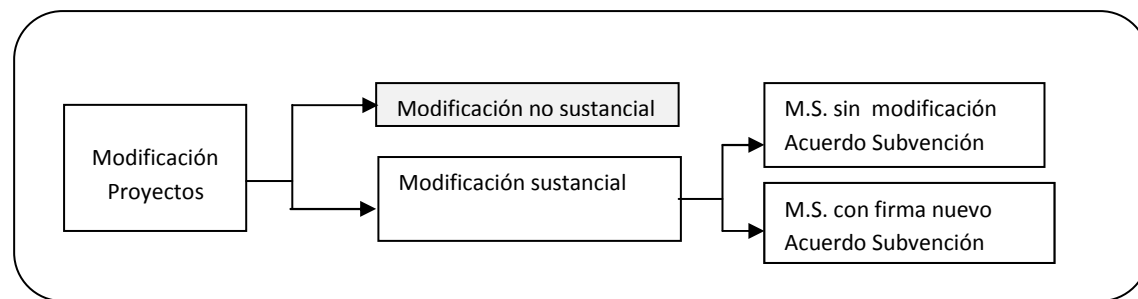 Modificación
Proyectos
Modificación no sustancial
Modificación sustancial
M.S. sin modificación
Acuerdo Subvención
M.S. con firma nuevo
Acuerdo Subvención